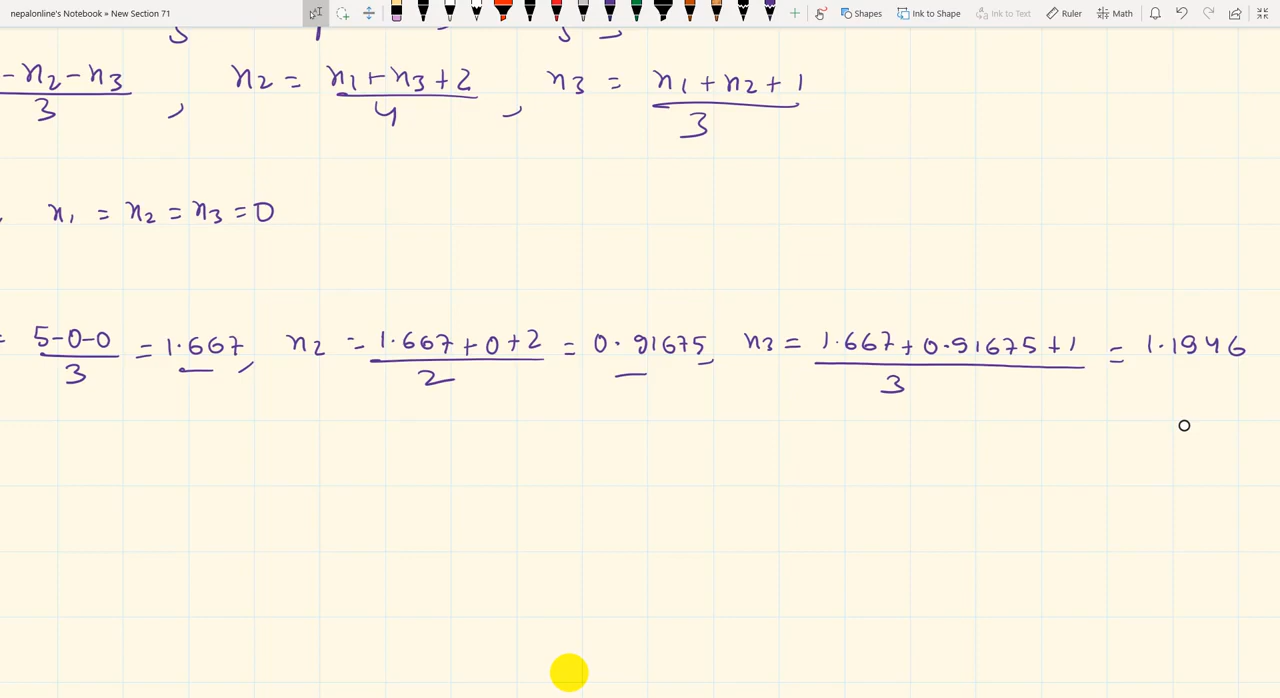 nepalonline's Notebook » New Section 71
Shapes Ink to Shape Ink to Text Ruler Math
-x2-x3/3, x2 = x1+x3+2/4, x3 = x1+x2+1/3
x1 = x2 = x3 = 0
= 5-0-0/3 = 1.667, x2 = 1.667+0+2/2 = 0.91675, x3 = 1.667+0.91675+1/3 = 1.1946